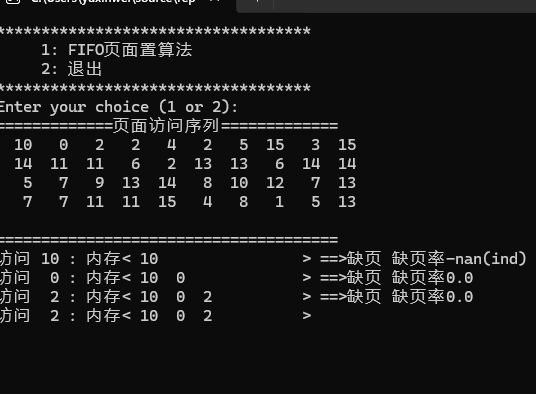 C:\Users\yaxinwei\source\rep
***********************************
1: FIFO页面置算法
2: 退出
***********************************
Enter your choice (1 or 2):
=============页面访问序列=============
10 0 2 2 4 2 5 15 3 15
14 11 11 6 2 13 13 6 14 14
5 7 9 13 14 8 10 12 7 13
7 7 11 11 15 4 8 1 5 13
======================================
访问 10 : 内存< 10 > ==>缺页 缺页率-nan(ind)
访问 0 : 内存< 10 0 > ==>缺页 缺页率0.0
访问 2 : 内存< 10 0 2 > ==>缺页 缺页率0.0
访问 2 : 内存< 10 0 2 >